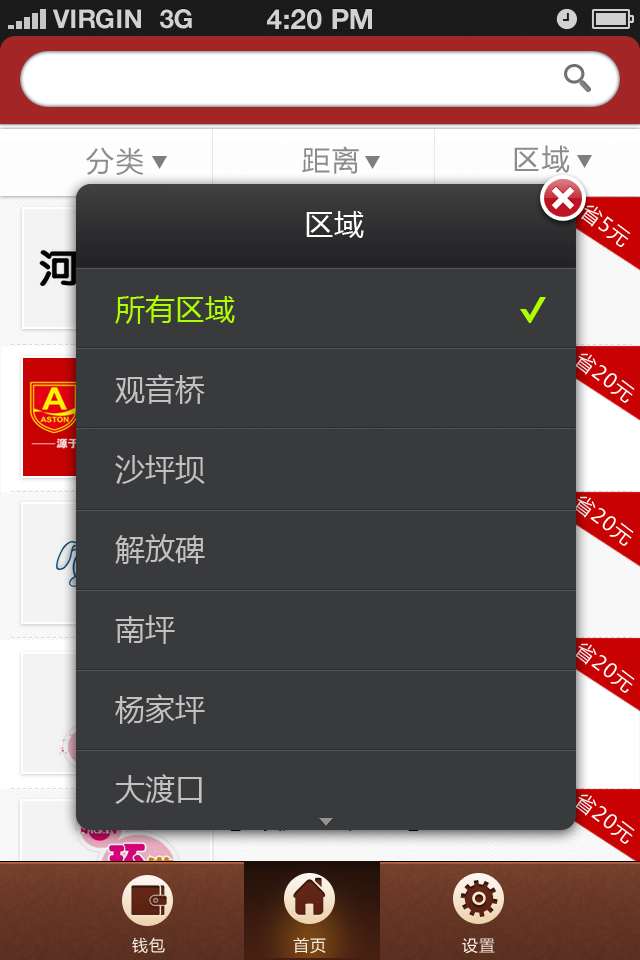 VIRGIN 3G 4:20 PM
分类 距离 区域
区域
省5元
河
所有区域
观音桥
省20元
A
ASTON
源于
沙坪坝
省20元
解放碑
南坪
省20元
杨家坪
大渡口
省20元
钱包 首页 设置